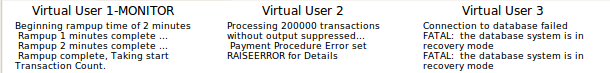 Virtual User 1-MONITOR
Beginning rampup time of 2 minutes
Rampup 1 minutes complete ...
Rampup 2 minutes complete ...
Rampup complete, Taking start
Transaction Count.
Virtual User 2
Processing 200000 transactions
without output suppressed...
Payment Procedure Error set
RAISEERROR for Details
Virtual User 3
Connection to database failed
FATAL:  the database system is in
recovery mode
FATAL:  the database system is in
recovery mode